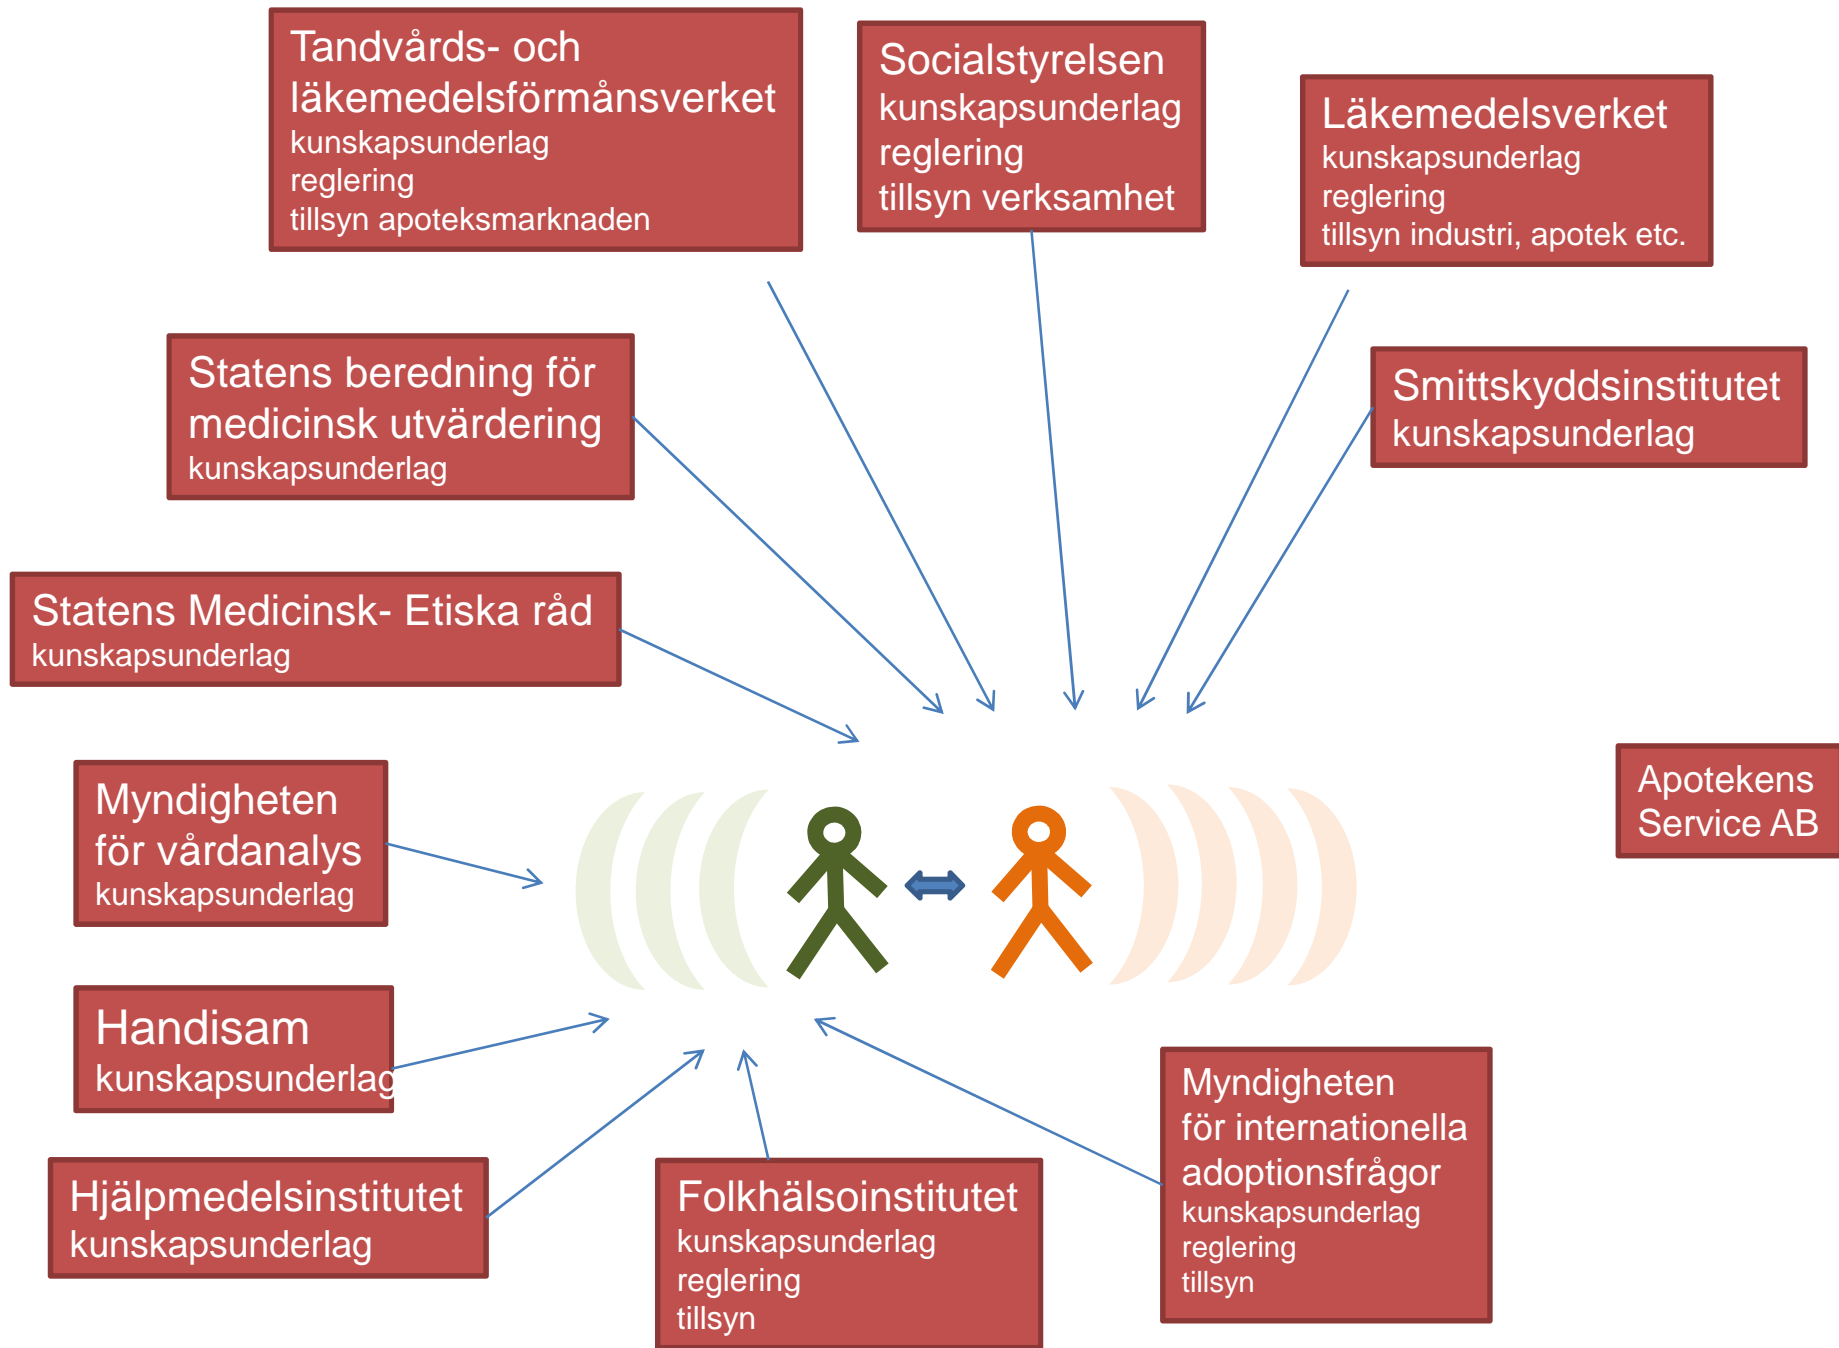 Tandvårds- och
läkemedelsförmånsverket
kunskapsunderlag
reglering
tillsyn apoteksmarknaden
Socialstyrelsen
kunskapsunderlag
reglering
tillsyn verksamhet
Läkemedelsverket
kunskapsunderlag
reglering
tillsyn industri, apotek etc.
Statens beredning för
medicinsk utvärdering
kunskapsunderlag
Smittskyddsinstitutet
kunskapsunderlag
Statens Medicinsk- Etiska råd
kunskapsunderlag
Myndigheten
för vårdanalys
kunskapsunderlag
Apotekens
Service AB
Handisam
kunskapsunderlag
Hjälpmedelsinstitutet
kunskapsunderlag
Folkhälsoinstitutet
kunskapsunderlag
reglering
tillsyn
Myndigheten
för internationella
adoptionsfrågor
kunskapsunderlag
reglering
tillsyn